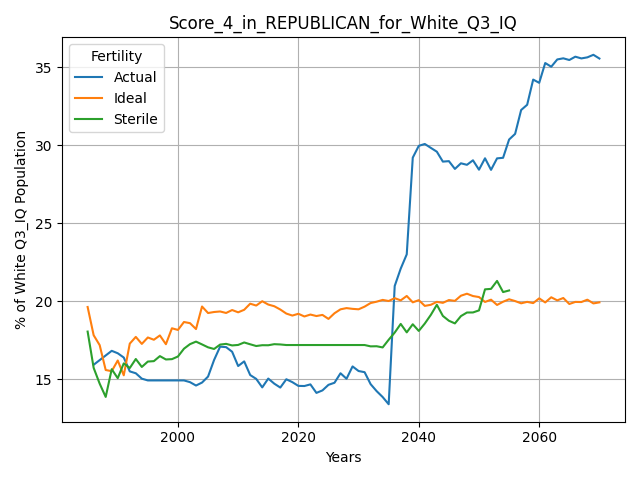 Score_4_in_REPUBLICAN_for_White_Q3_IQ
Fertility
Actual
Ideal
Sterile
% of White Q3_IQ Population
35
30
25
20
15
2000
2020
2040
2060
Years